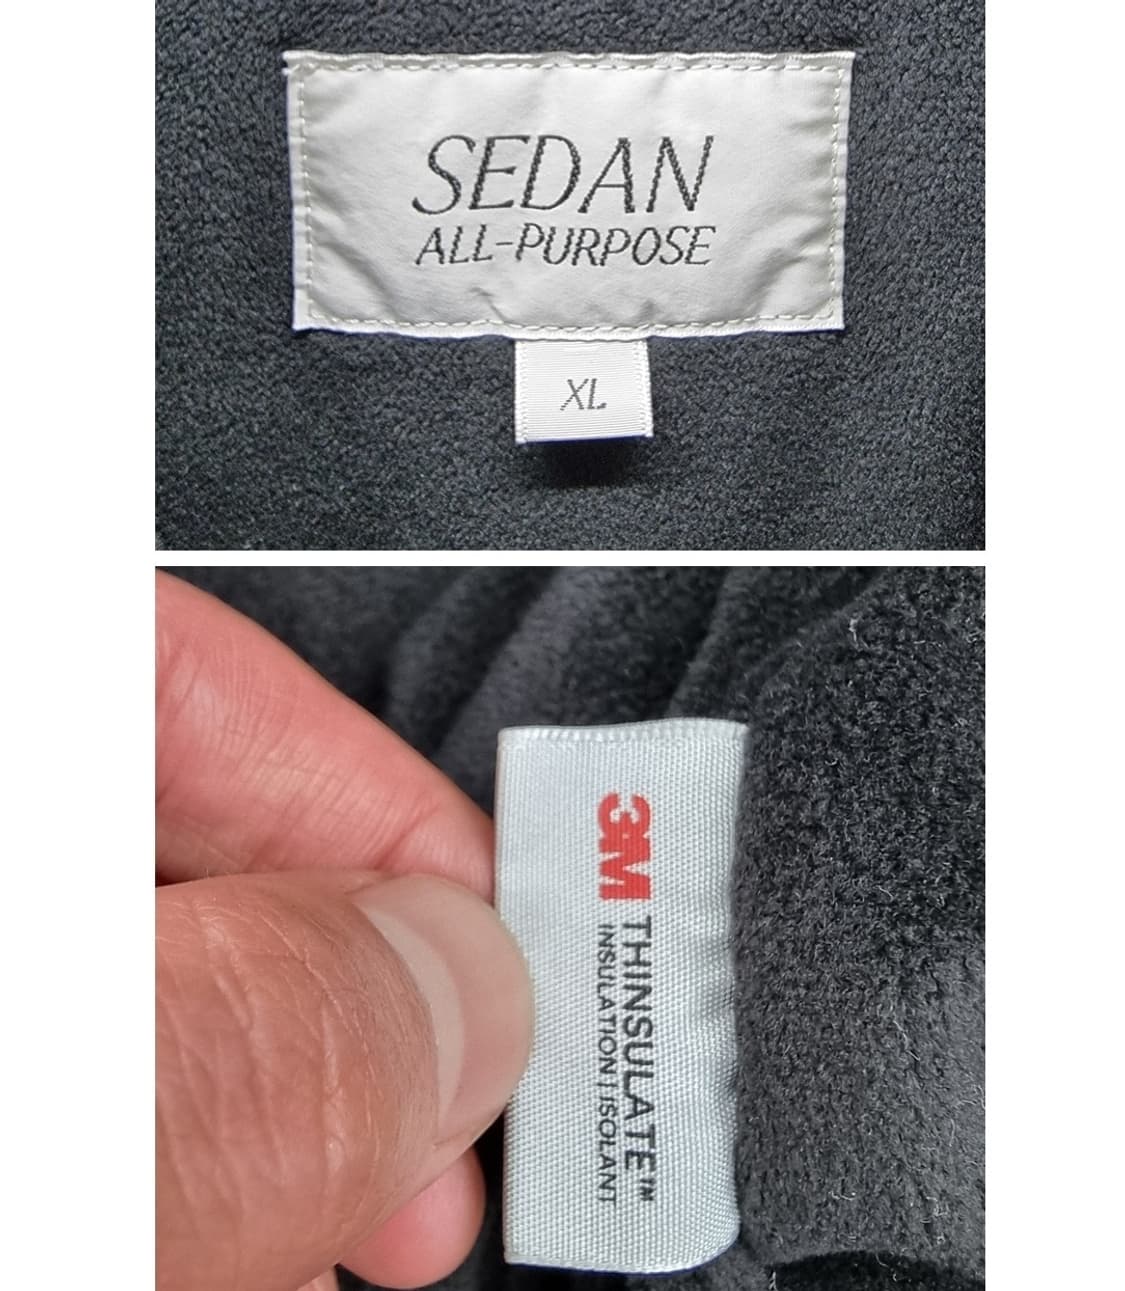 SEDAN
ALL-PURPOSE
XL
3M
THINSULATE™
INSULATION | ISOLANT